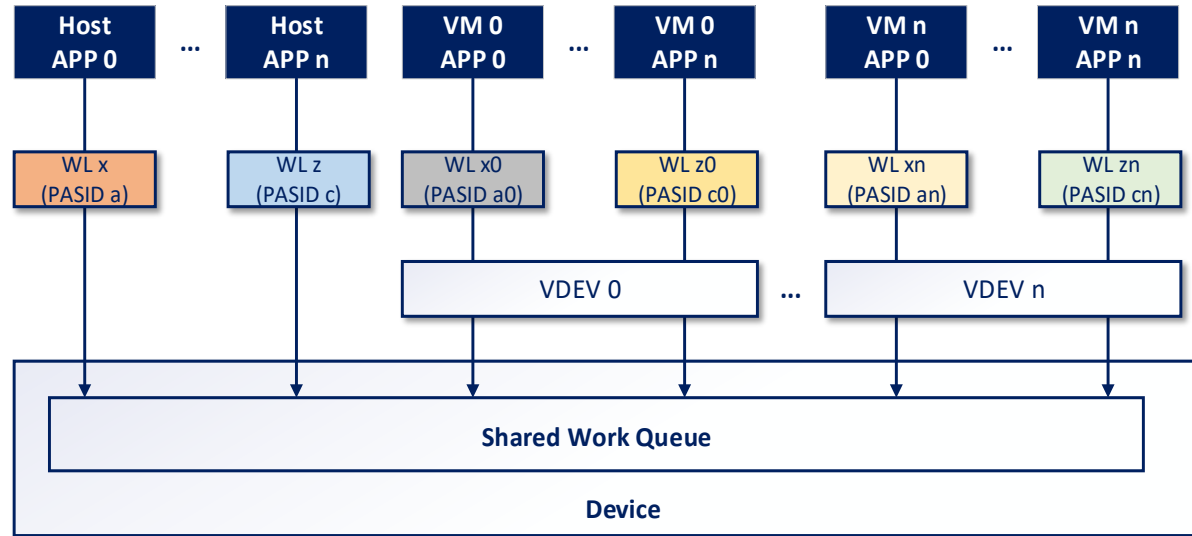 Host
APP 0
...
Host
APP n
VM 0
APP 0
...
VM 0
APP n
VM n
APP 0
...
VM n
APP n
WL x
(PASID a)
WL z
(PASID c)
WL x0
(PASID a0)
WL z0
(PASID c0)
WL xn
(PASID an)
WL zn
(PASID cn)
VDEV 0
...
VDEV n
Shared Work Queue
Device